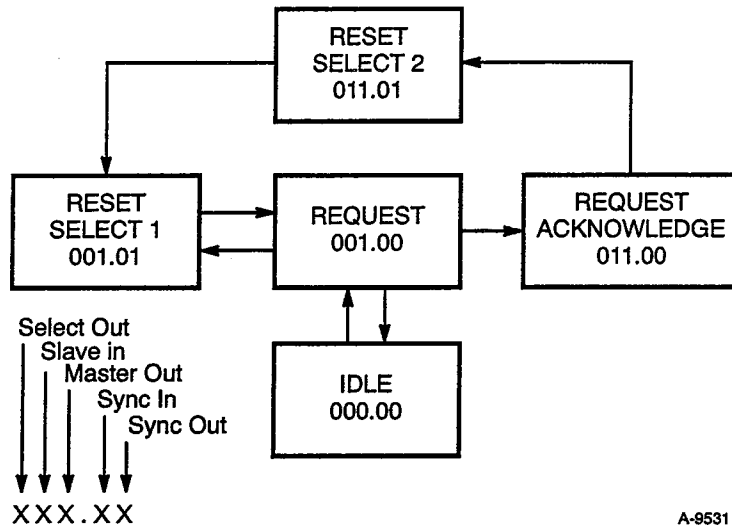 RESET
SELECT 2
011.01
RESET
SELECT 1
001.01
REQUEST
001.00
REQUEST
ACKNOWLEDGE
011.00
IDLE
000.00
Select Out
Slave in
Master Out
Sync In
Sync Out
XXX.XX
A-9531